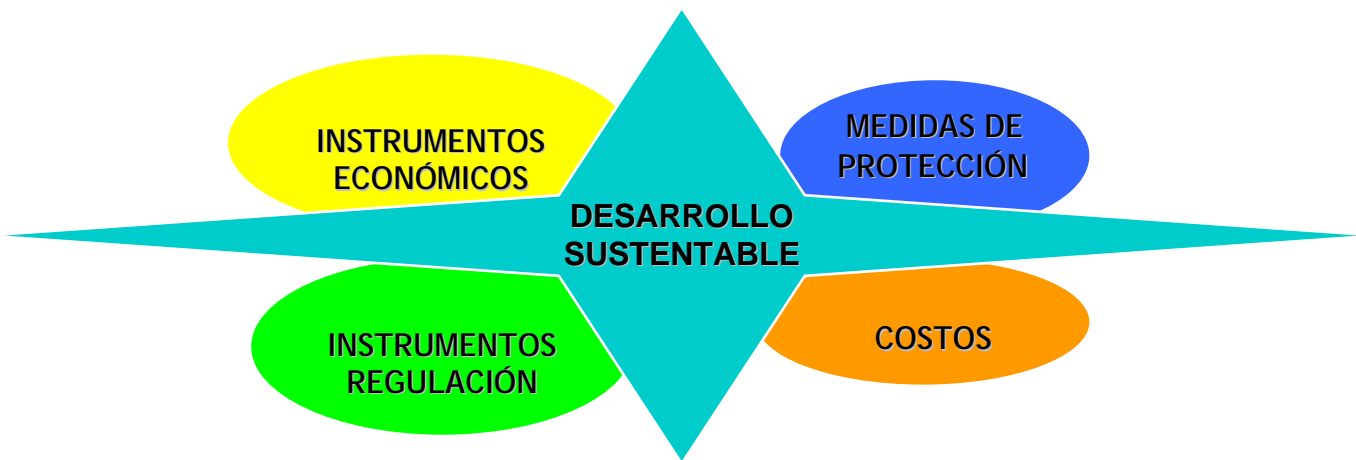 INSTRUMENTOS
ECONÓMICOS
MEDIDAS DE
PROTECCIÓN
DESARROLLO
SUSTENTABLE
INSTRUMENTOS
REGULACIÓN
COSTOS